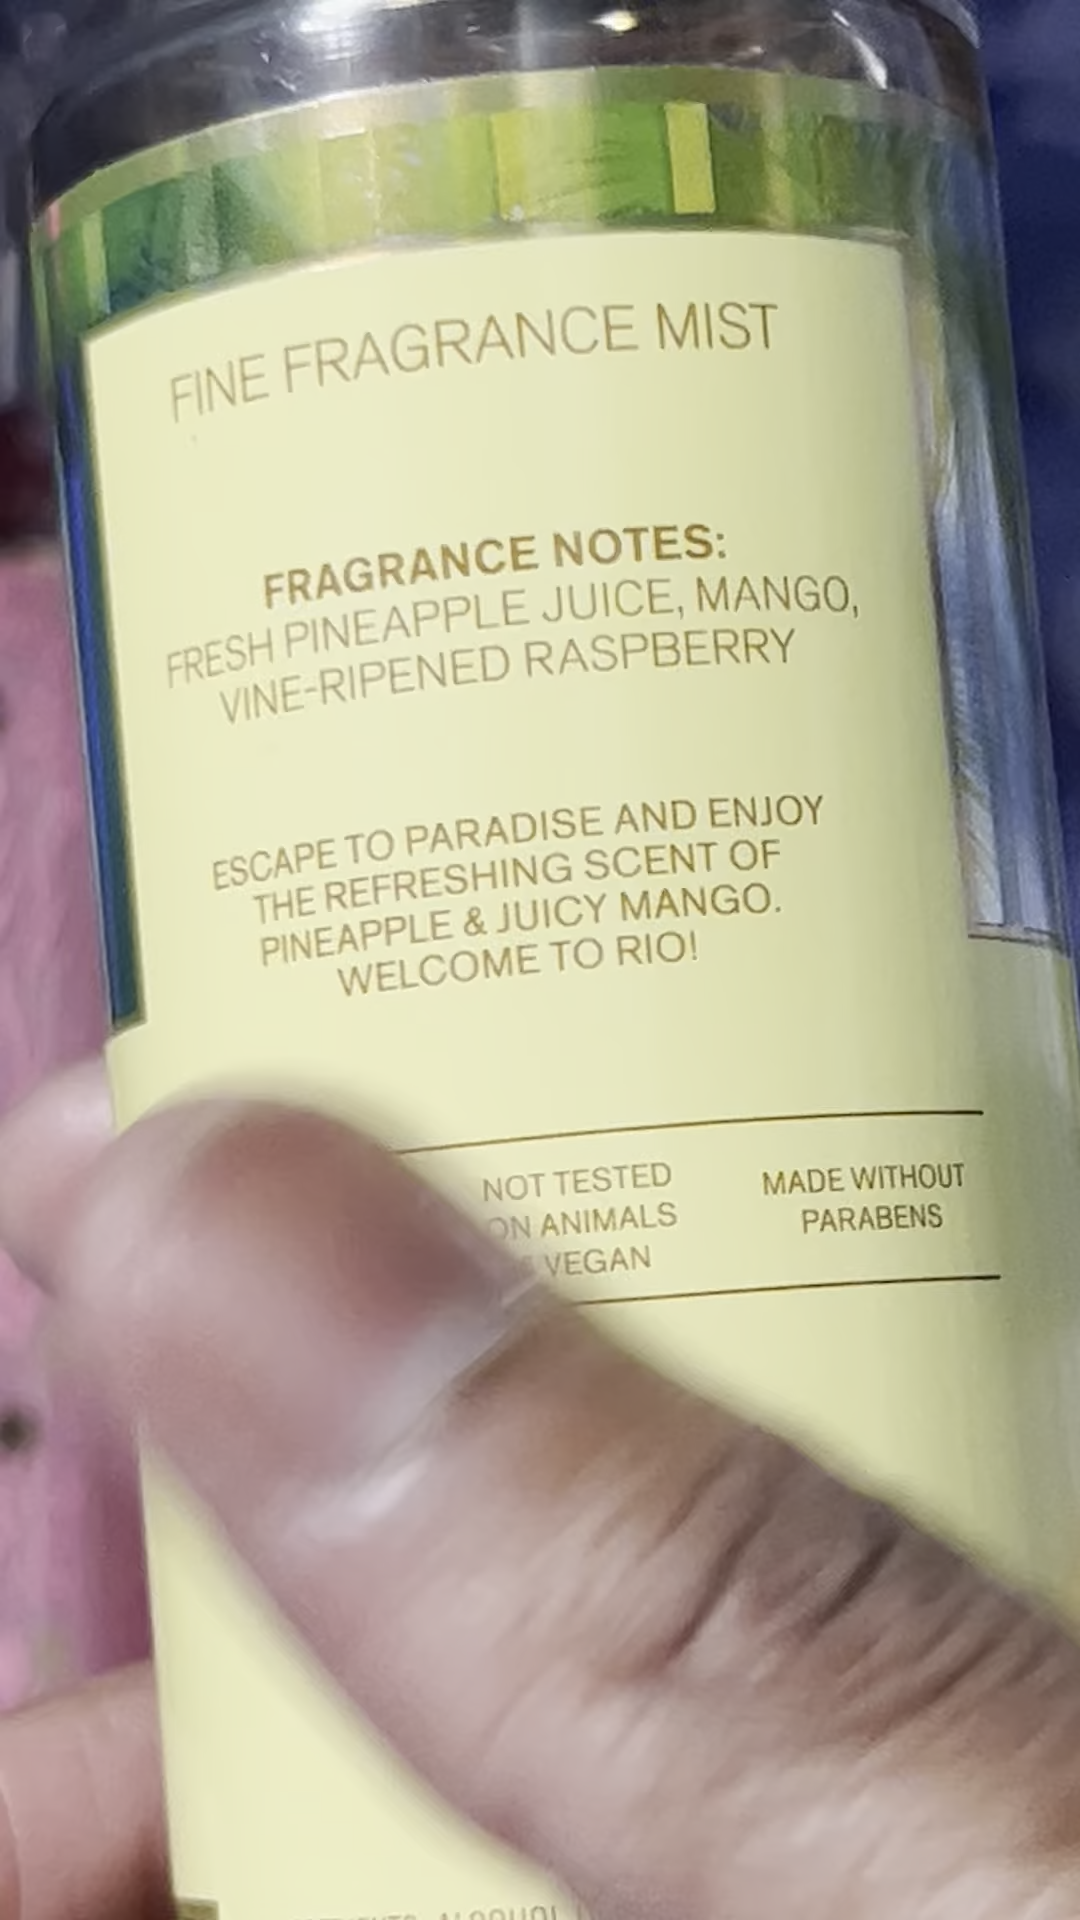 FINE FRAGRANCE MIST
FRAGRANCE NOTES:
FRESH PINEAPPLE JUICE, MANGO,
VINE-RIPENED RASPBERRY
ESCAPE TO PARADISE AND ENJOY
THE REFRESHING SCENT OF
PINEAPPLE & JUICY MANGO.
WELCOME TO RIO!
NOT TESTED
ON ANIMALS
VEGAN
MADE WITHOUT
PARABENS